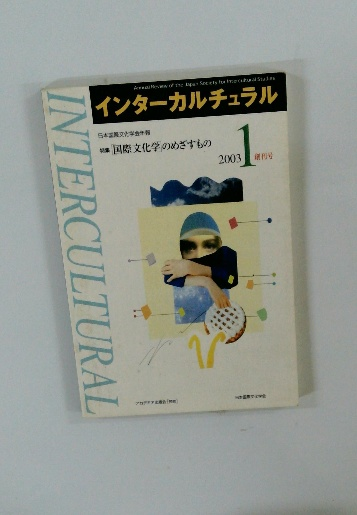 Annual Review of the Japan Society for Intercultural Studies
インターカルチュラル
INTERCULTURAL
日本国際文化学会年報
特集「国際文化学」のめざすもの
2003 1 創刊号